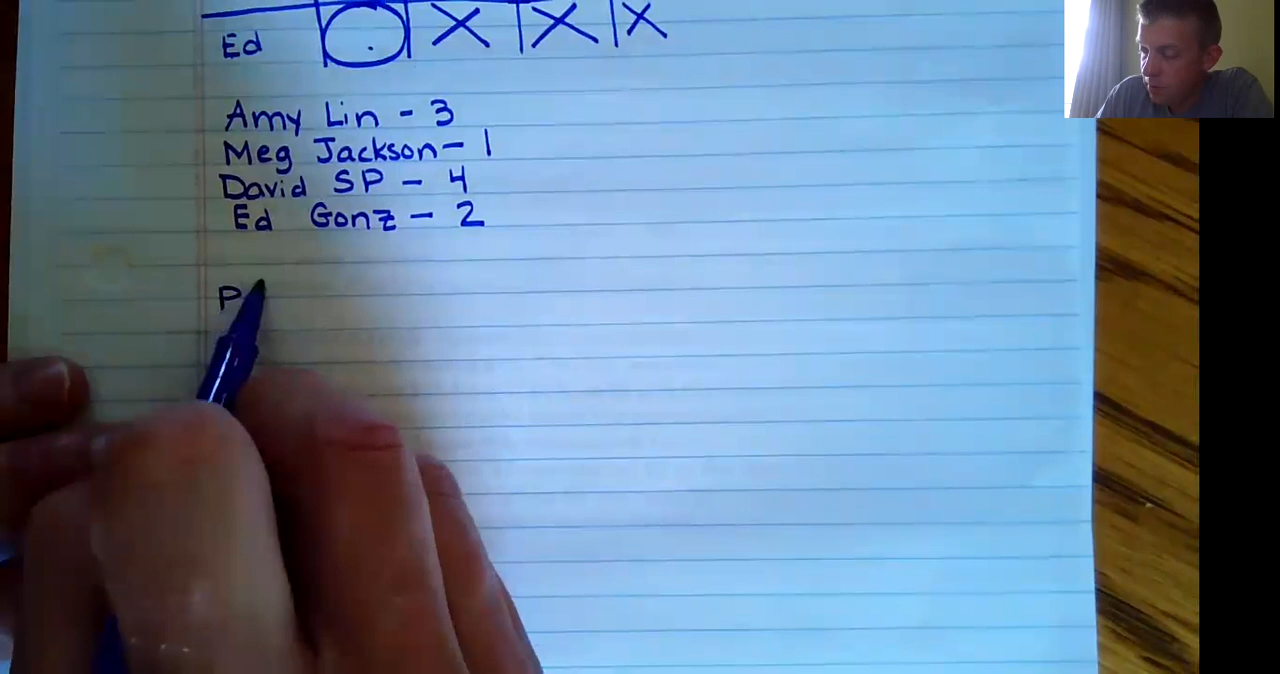 Ed O X X X
Amy Lin - 3
Meg Jackson - 1
David SP - 4
Ed Gonz - 2
P